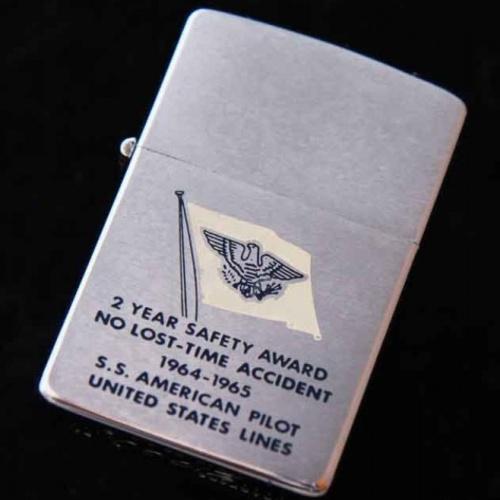 2 YEAR SAFETY AWARD
NO LOST-TIME ACCIDENT
1964-1965
S.S. AMERICAN PILOT
UNITED STATES LINES